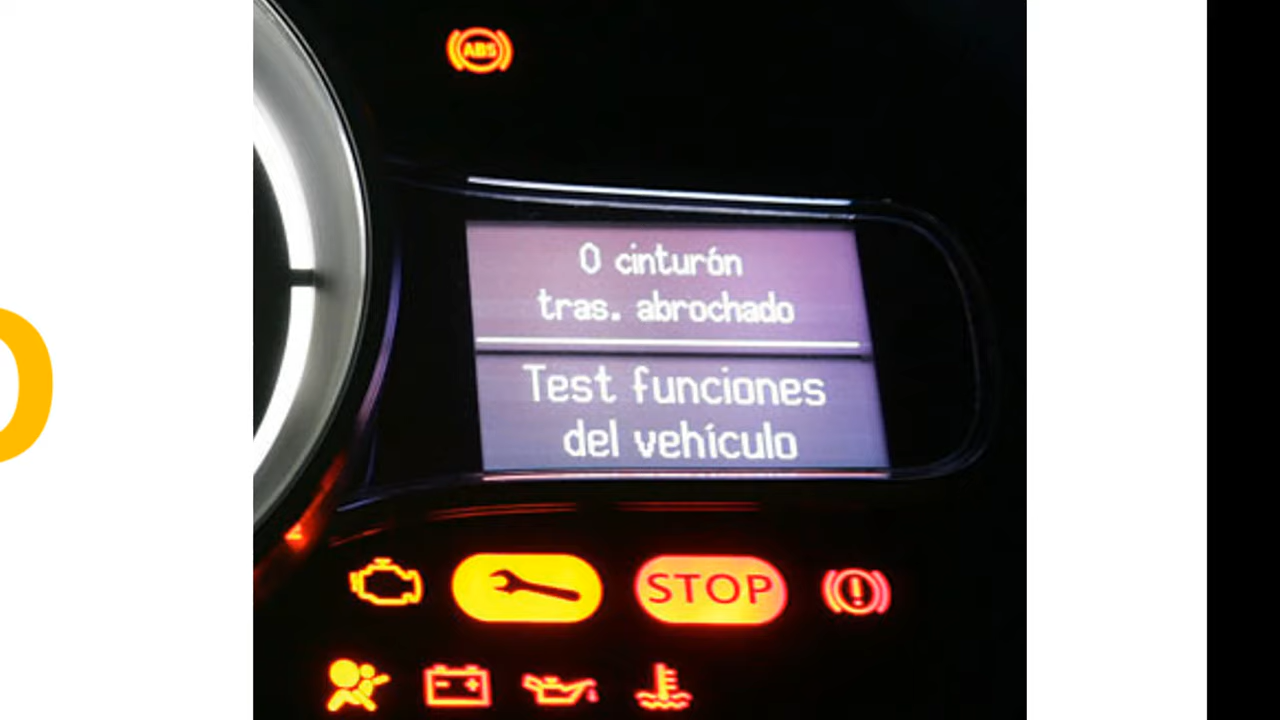 ABS
0 cinturón
tras. abrochado
Test funciones
del vehículo
STOP